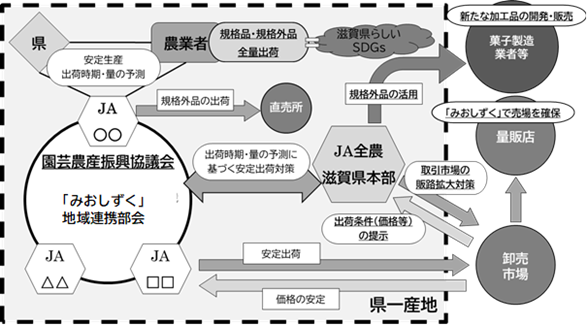 県
農業者
規格品・規格外品
全量出荷
滋賀県らしい
SDGs
新たな加工品の開発・販売
菓子製造
業者等
安定生産
出荷時期・量の予測
JA
○○
規格外品の出荷
直売所
規格外品の活用
「みおしずく」で売場を確保
量販店
園芸農産振興協議会
「みおしずく」
地域連携部会
出荷時期・量の予測に
基づく安定出荷対策
JA全農
滋賀県本部
取引市場の
販路拡大対策
出荷条件(価格等)
の提示
JA
△△
JA
□□
安定出荷
価格の安定
卸売
市場
県一産地